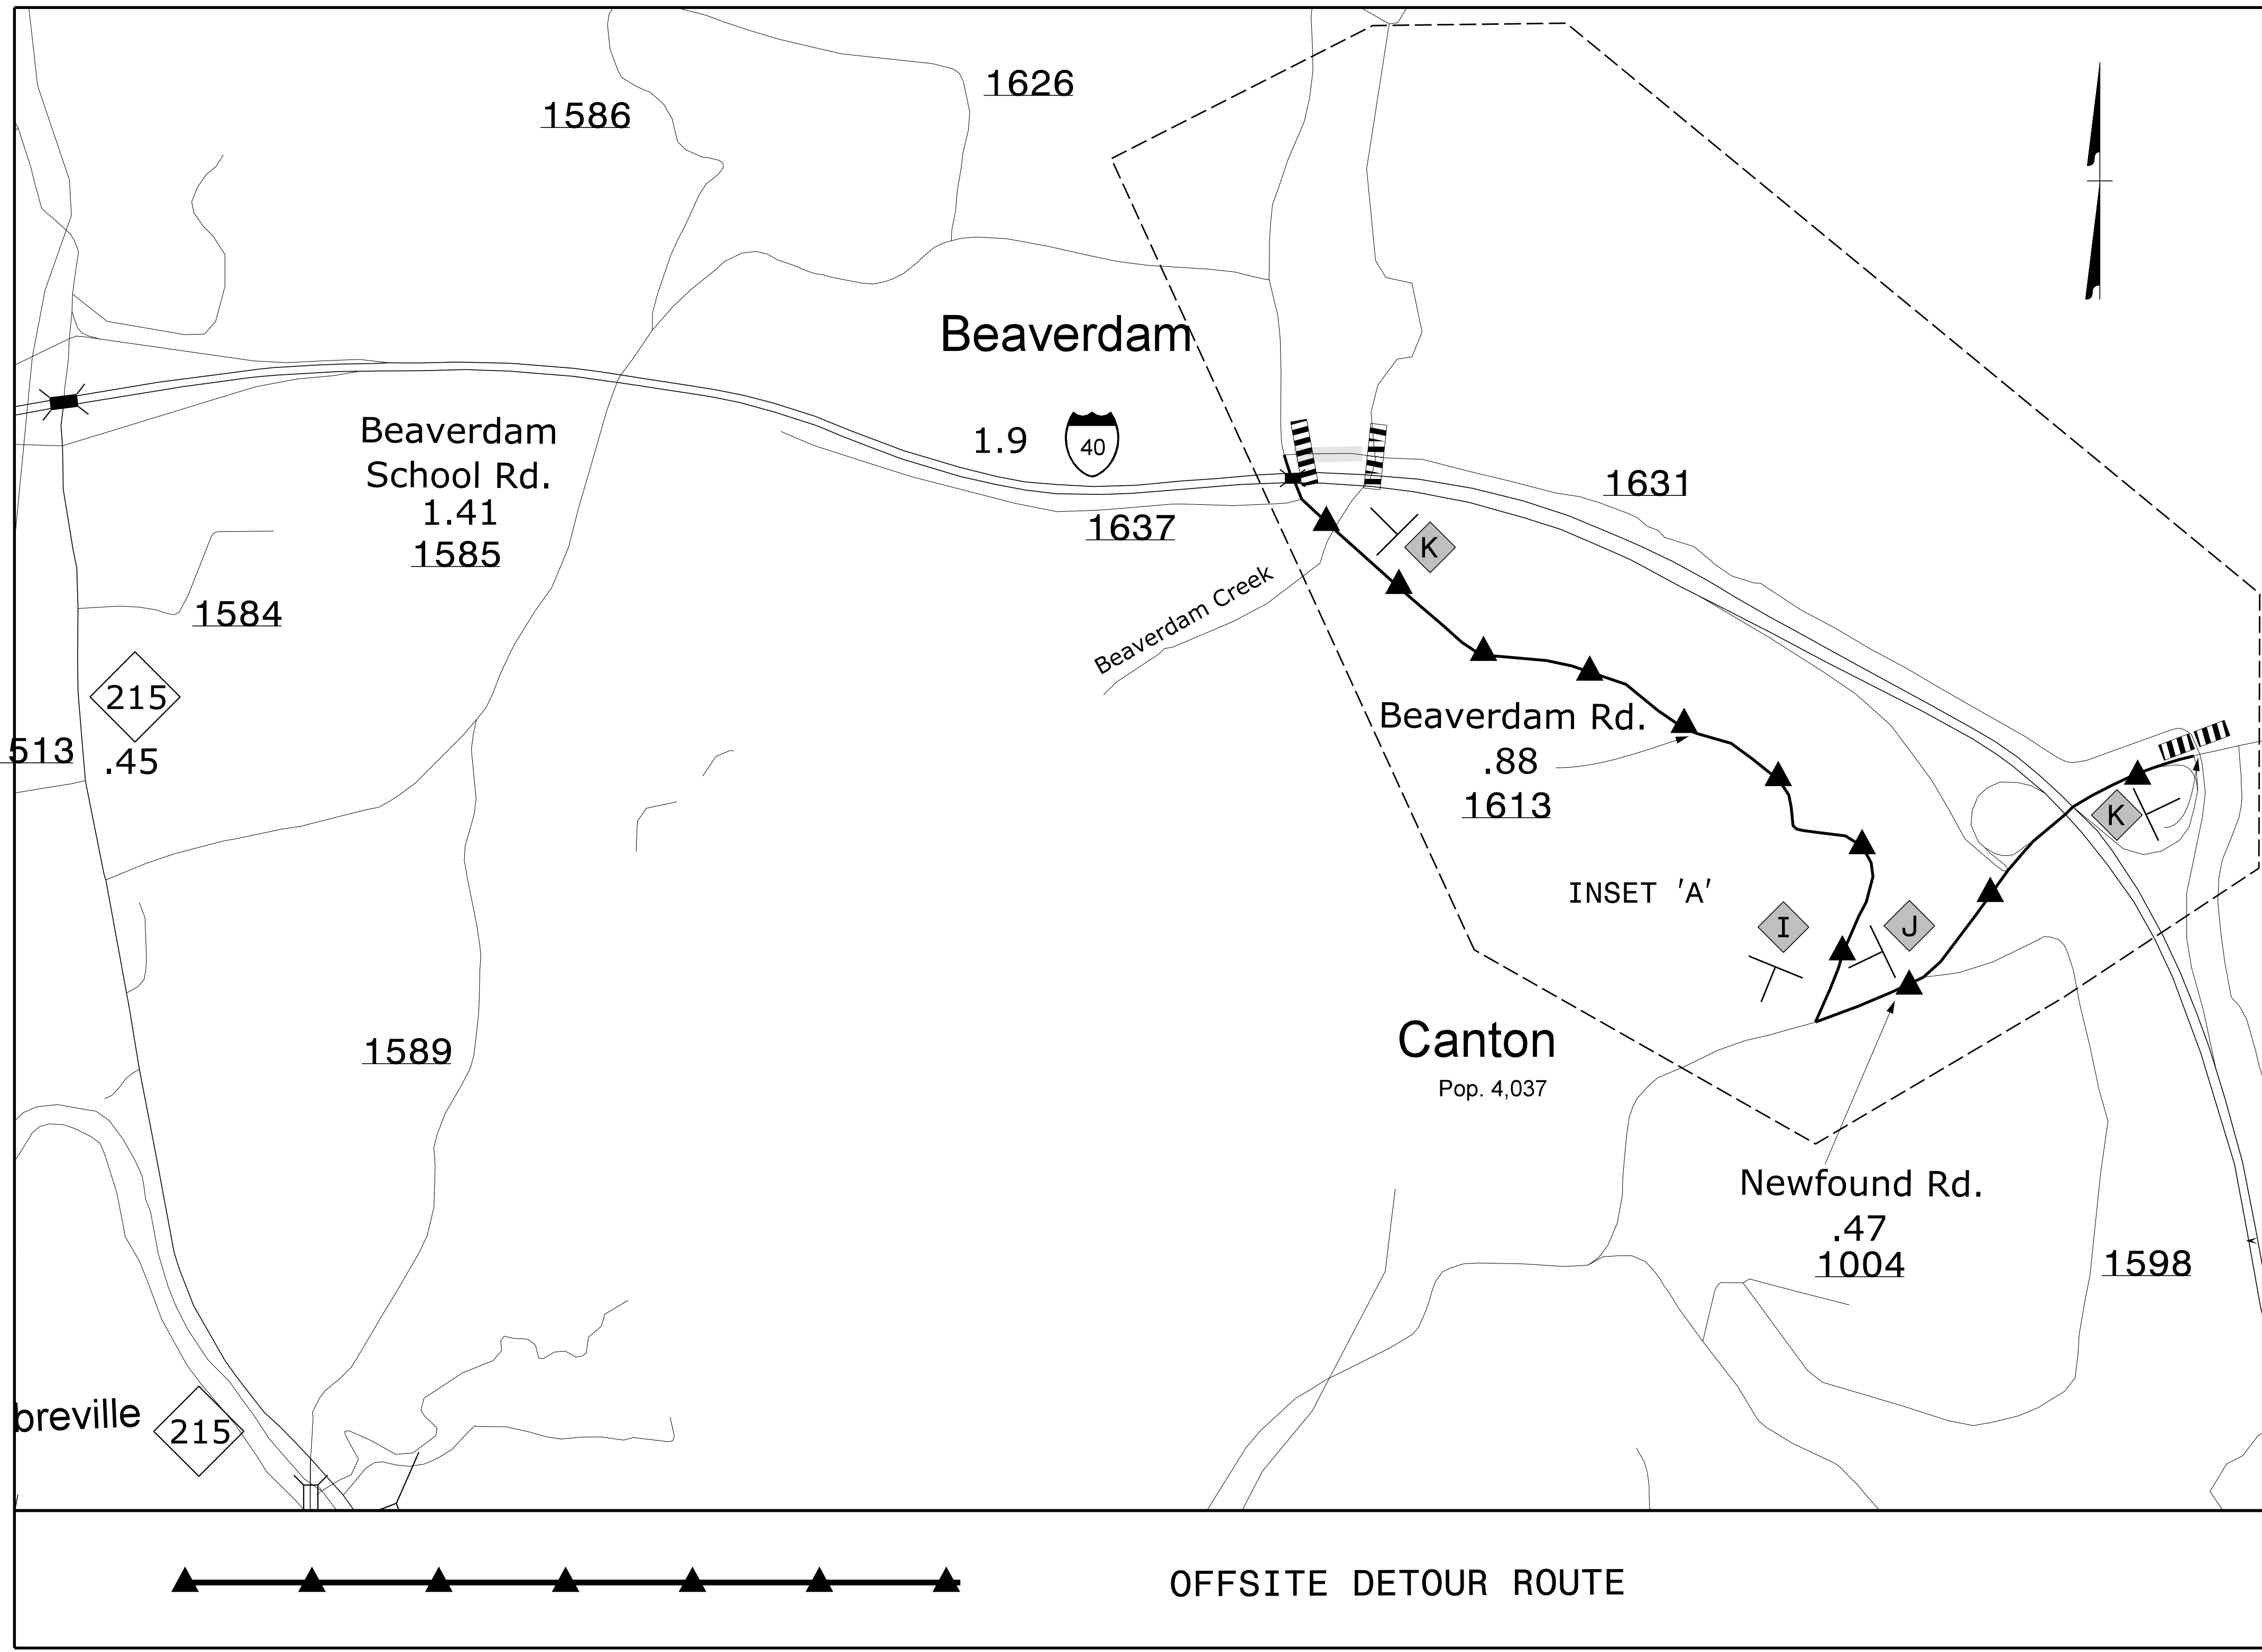 1626
1586
Beaverdam
Beaverdam
School Rd.
1.41
1585
1.9
40
1631
1637
K
Beaverdam Creek
1584
215
513
.45
Beaverdam Rd.
.88
1613
K
INSET 'A'
I
J
Canton
Pop. 4,037
1589
Newfound Rd.
.47
1004
1598
breville
215
OFFSITE DETOUR ROUTE